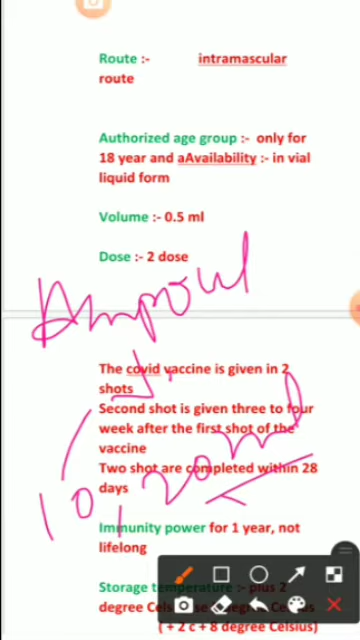 Route :- intramascular
route
Authorized age group :- only for
18 year and aAvailability :- in vial
liquid form
Volume :- 0.5 ml
Dose :- 2 dose
Ampoul
The covid vaccine is given in 2
shots
Second shot is given three to four
week after the first shot of the
vaccine
Two shot are completed within 28
days
10, 20 ml
Immunity power for 1 year, not
lifelong
Storage temperature :- plus 2
degree Celsius
( + 2 c + 8 degree Celsius)